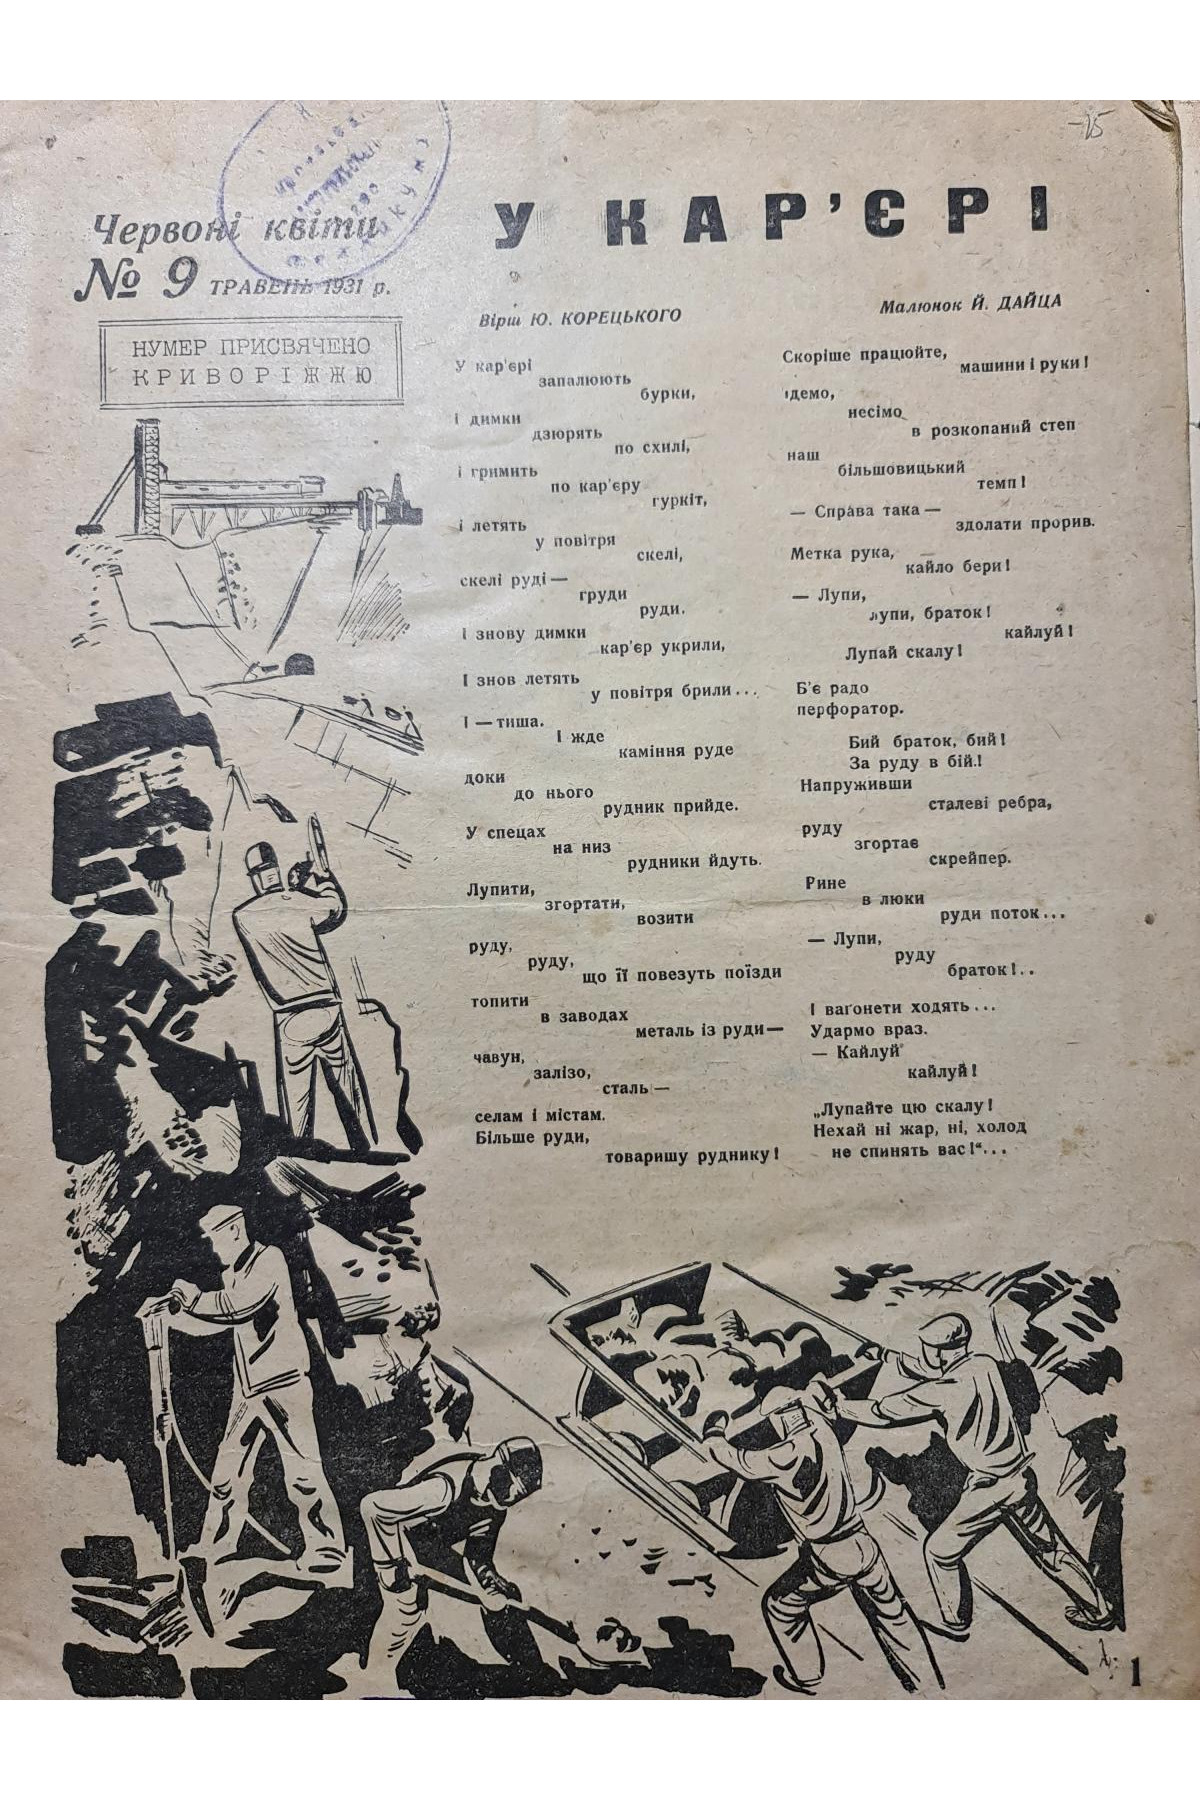 -15
Червоні квіти
№ 9 ТРАВЕНЬ 1931 р.
НУМЕР ПРИСВЯЧЕНО
КРИВОРІЖЖЮ
У КАР'ЄРІ
Вірш Ю. КОРЕЦЬКОГО
Малюнок Й. ДАЙЦА
У кар'єрі
запалюють
бурки,
і димки
дзюрять
по схилі,
і гримить
по кар'єру
гуркіт,
і летять
у повітря
скелі,
скелі руді —
груди
руди.
І знову димки
кар'єр укрили,
І знов летять
у повітря брили...
І — тиша.
І жде
каміння руде
доки
до нього
рудник прийде.
У спецах
на низ
рудники йдуть.
Лупити,
згортати,
возити
руду,
руду,
що її повезуть поїзди
топити
в заводах
металь із руди —
чавун,
залізо,
сталь —
селам і містам.
Більше руди,
товаришу руднику!
Скоріше працюйте,
машини і руки!
ідемо,
несімо
в розкопаний степ
наш
більшовицький
темп!
— Справа така —
здолати прорив.
Метка рука,
кайло бери!
— Лупи,
лупи, браток!
кайлуй!
Лупай скалу!
Б'є радо
перфоратор.
Бий браток, бий!
За руду в бій.!
Напруживши
сталеві ребра,
руду
згортає
скрейпер.
Рине
в люки
руди поток...
— Лупи,
руду
браток!..
І ваґонети ходять...
Удармо враз.
— Кайлуй
кайлуй!
„Лупайте цю скалу!
Нехай ні жар, ні, холод
не спинять вас!“...
1